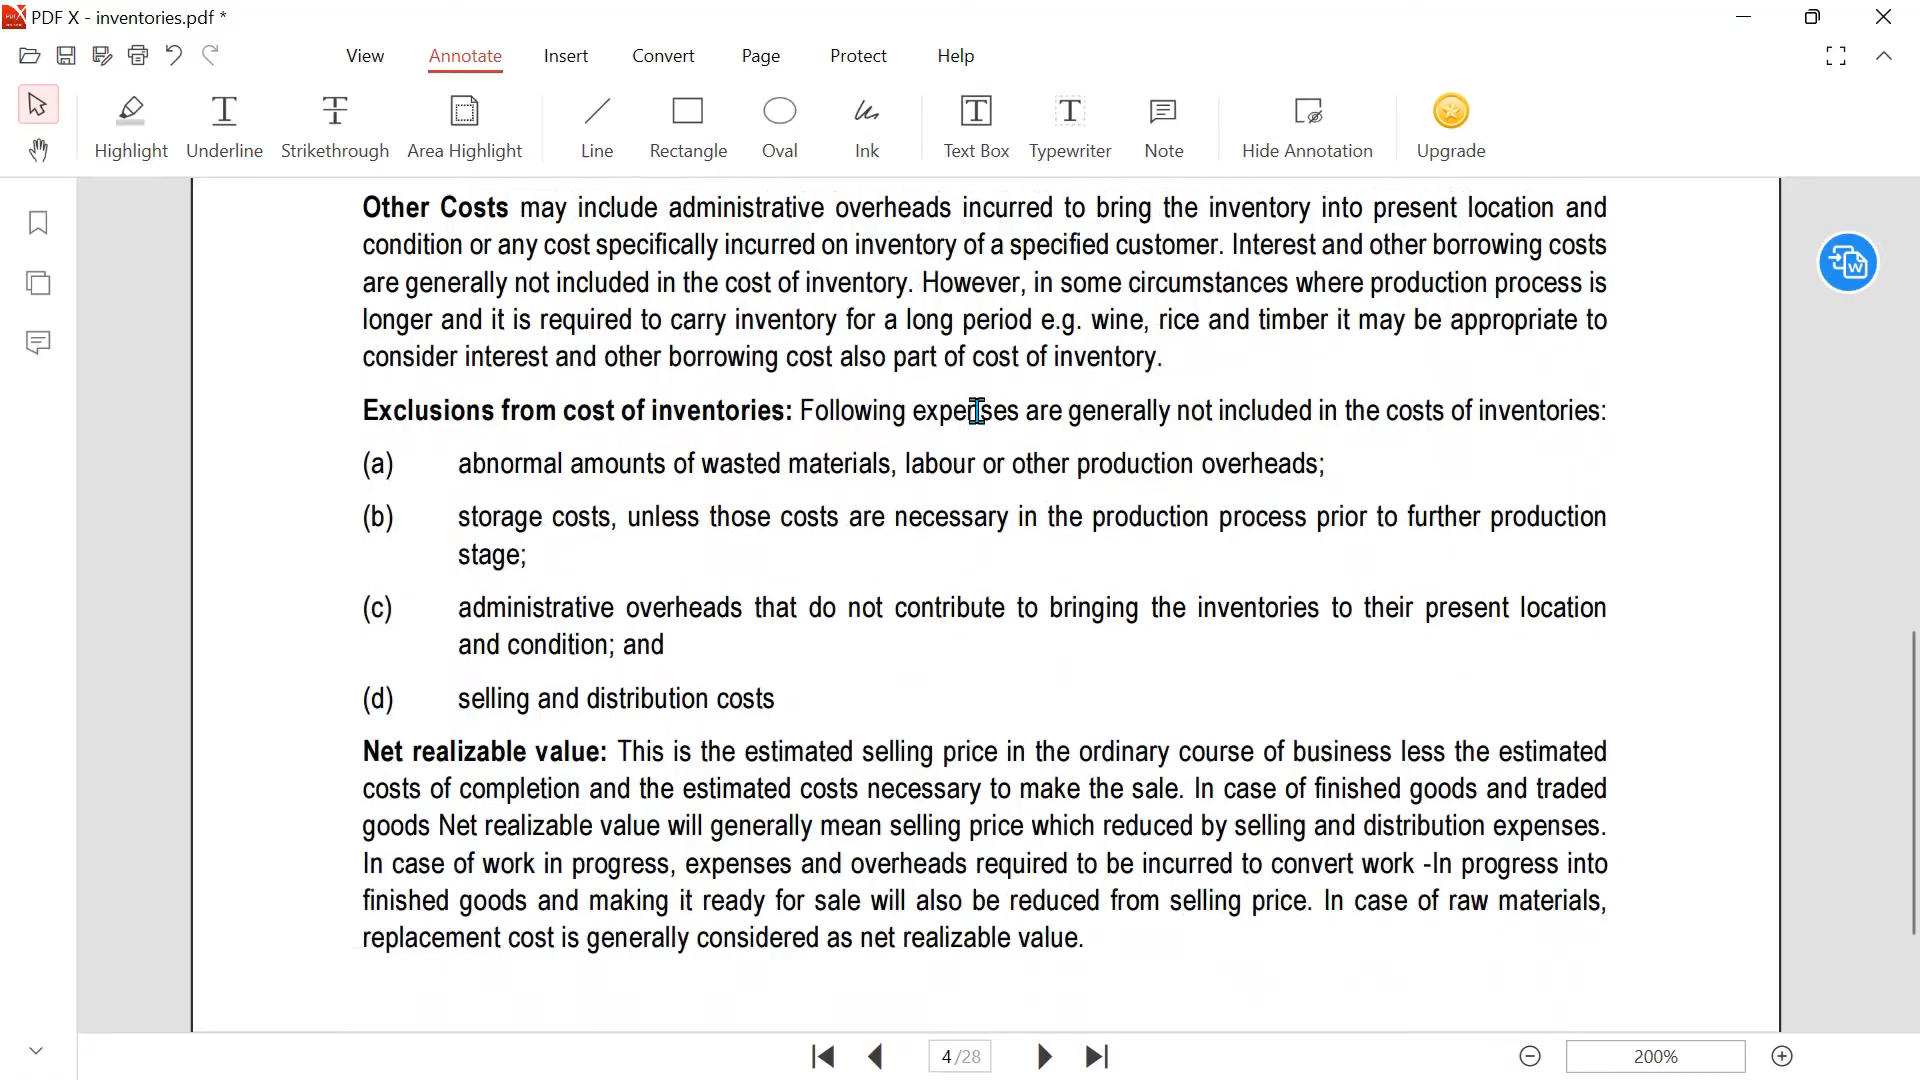 PDF X - inventories.pdf *
View Annotate Insert Convert Page Protect Help
Highlight Underline Strikethrough Area Highlight Line Rectangle Oval Ink Text Box Typewriter Note Hide Annotation Upgrade
Other Costs may include administrative overheads incurred to bring the inventory into present location and
condition or any cost specifically incurred on inventory of a specified customer. Interest and other borrowing costs
are generally not included in the cost of inventory. However, in some circumstances where production process is
longer and it is required to carry inventory for a long period e.g. wine, rice and timber it may be appropriate to
consider interest and other borrowing cost also part of cost of inventory.
Exclusions from cost of inventories: Following expenses are generally not included in the costs of inventories:
(a) abnormal amounts of wasted materials, labour or other production overheads;
(b) storage costs, unless those costs are necessary in the production process prior to further production
stage;
(c) administrative overheads that do not contribute to bringing the inventories to their present location
and condition; and
(d) selling and distribution costs
Net realizable value: This is the estimated selling price in the ordinary course of business less the estimated
costs of completion and the estimated costs necessary to make the sale. In case of finished goods and traded
goods Net realizable value will generally mean selling price which reduced by selling and distribution expenses.
In case of work in progress, expenses and overheads required to be incurred to convert work -In progress into
finished goods and making it ready for sale will also be reduced from selling price. In case of raw materials,
replacement cost is generally considered as net realizable value.
4 /28 200%